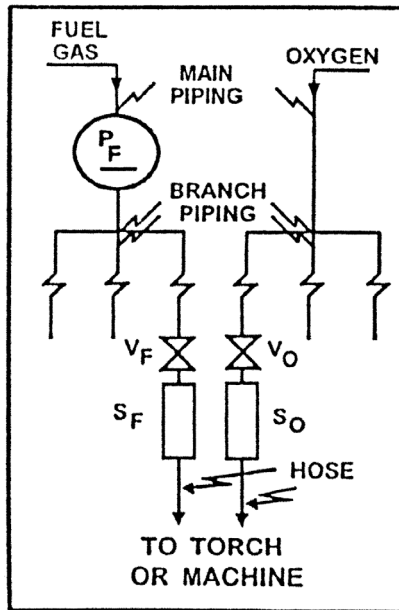 FUEL
GAS
OXYGEN
MAIN
PIPING
PF
BRANCH
PIPING
VF
VO
SF
SO
HOSE
TO TORCH
OR MACHINE